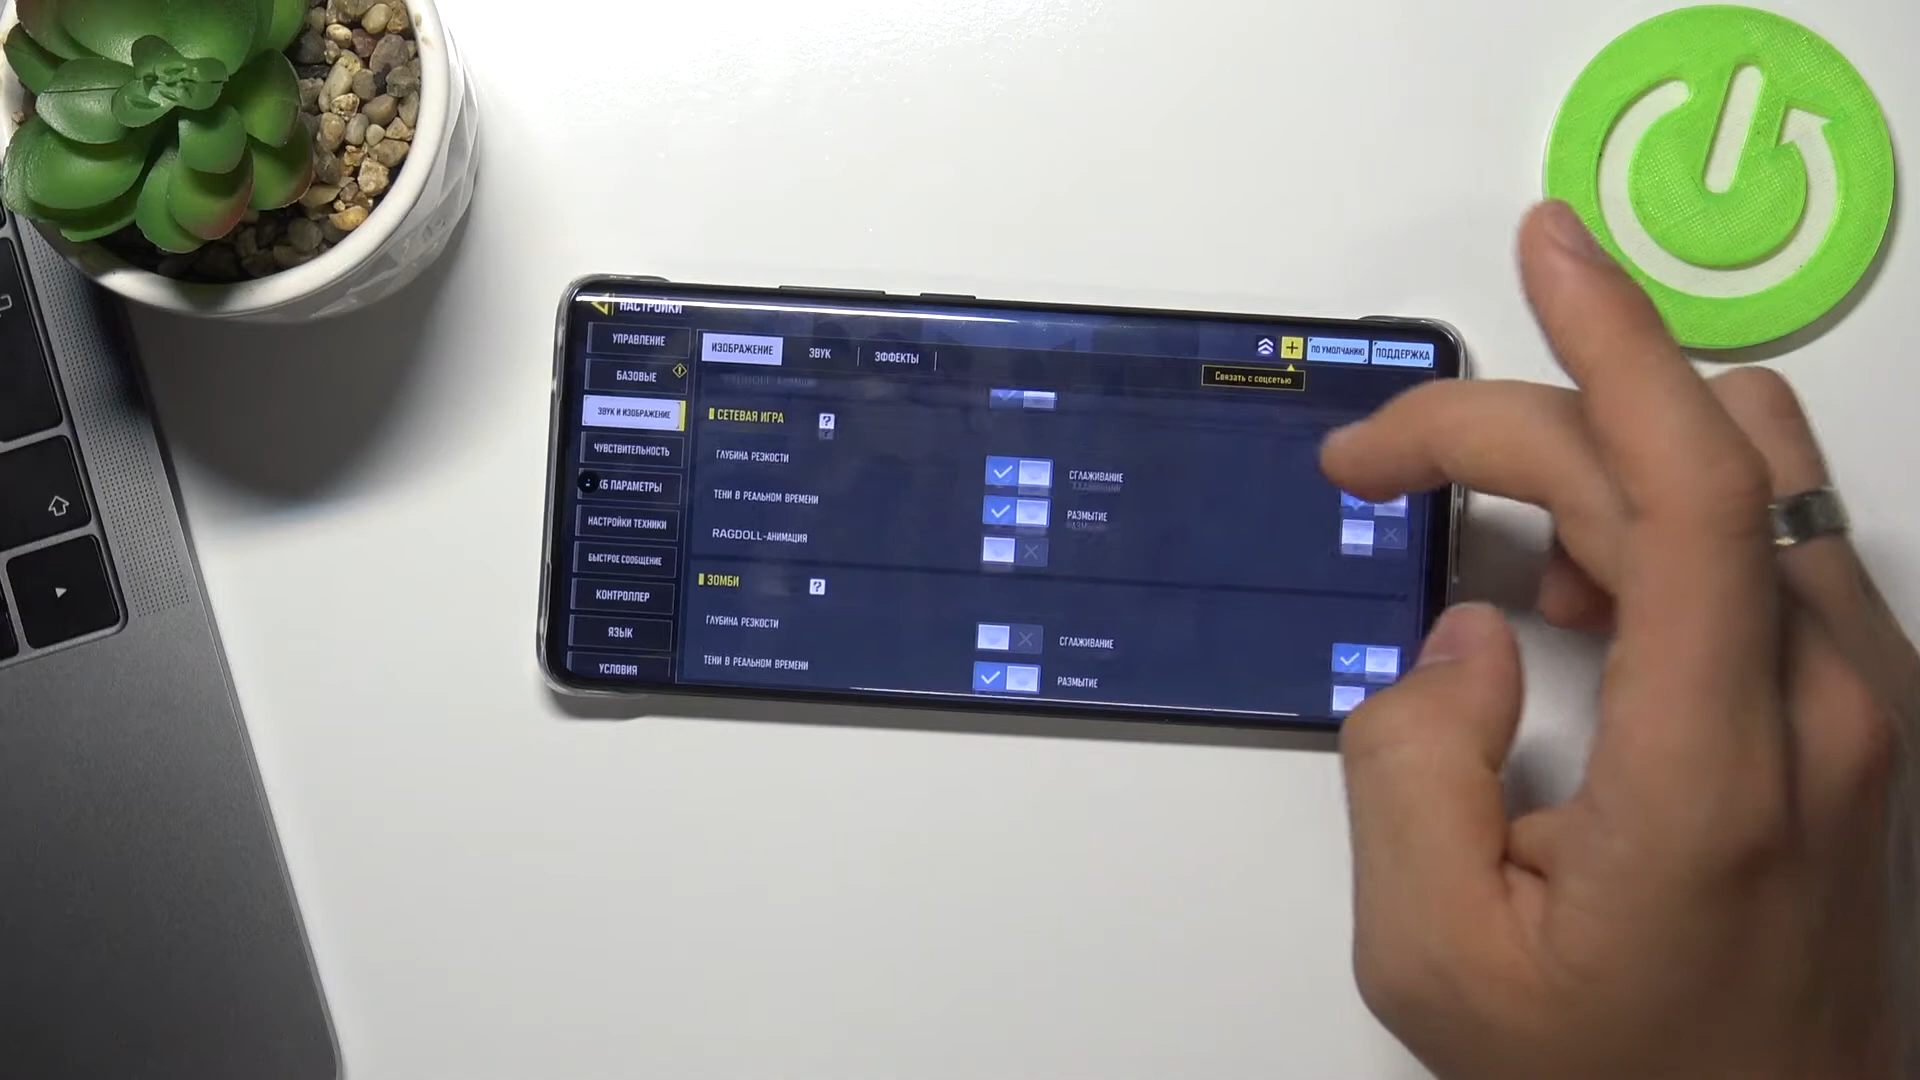 НАСТРОЙКИ
УПРАВЛЕНИЕ
БАЗОВЫЕ
ЗВУК И ИЗОБРАЖЕНИЕ
ЧУВСТВИТЕЛЬНОСТЬ
КБ ПАРАМЕТРЫ
НАСТРОЙКИ ТЕХНИКИ
БЫСТРОЕ СООБЩЕНИЕ
КОНТРОЛЛЕР
ЯЗЫК
УСЛОВИЯ
ИЗОБРАЖЕНИЕ
ЗВУК
ЭФФЕКТЫ
ПО УМОЛЧАНИЮ
ПОДДЕРЖКА
Связать с соцсетью
СЕТЕВАЯ ИГРА ?
ГЛУБИНА РЕЗКОСТИ
СГЛАЖИВАНИЕ
ТЕНИ В РЕАЛЬНОМ ВРЕМЕНИ
РАЗМЫТИЕ
RAGDOLL-АНИМАЦИЯ
ЗОМБИ ?
ГЛУБИНА РЕЗКОСТИ
СГЛАЖИВАНИЕ
ТЕНИ В РЕАЛЬНОМ ВРЕМЕНИ
РАЗМЫТИЕ